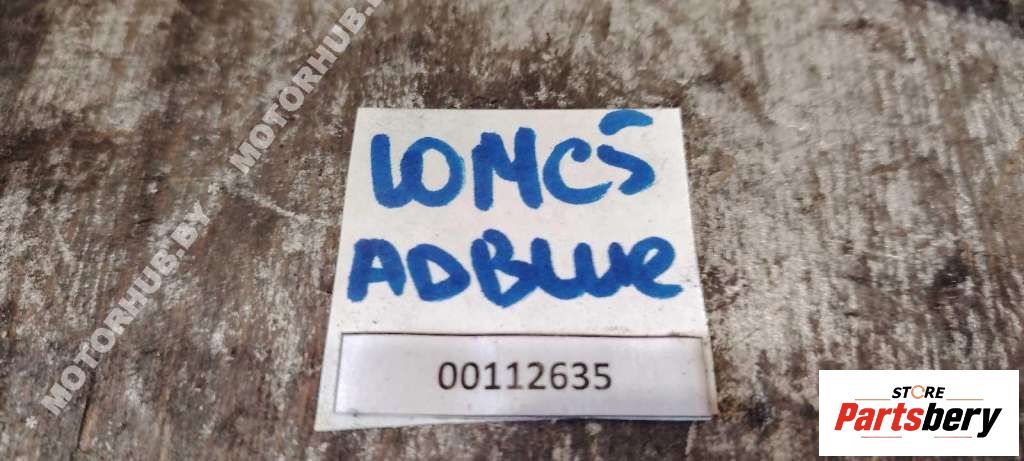 10MC5
ADBlue
00112635
MOTORHUB.BY
MOTORHUB.BY
STORE
Partsbery